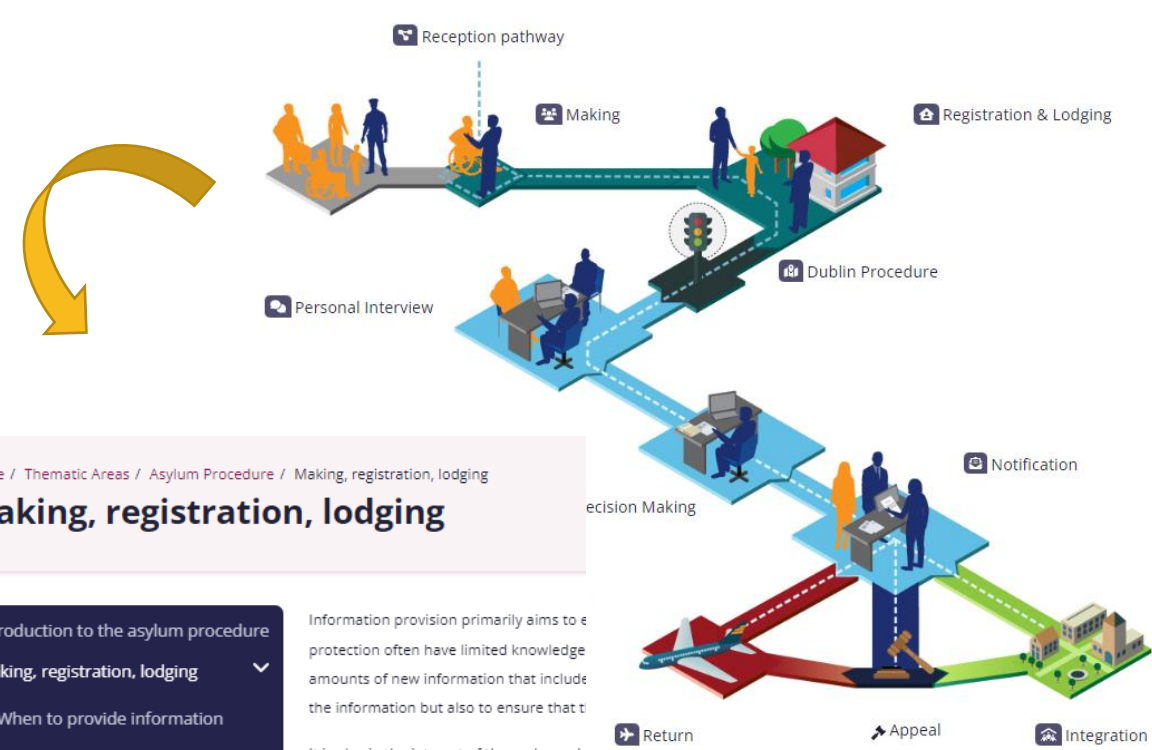 Reception pathway
Making
Registration & Lodging
Dublin Procedure
Personal Interview
Notification
ecision Making
Return
Appeal
Integration
e / Thematic Areas / Asylum Procedure / Making, registration, lodging
aking, registration, lodging
roduction to the asylum procedure
king, registration, lodging
When to provide information
Information provision primarily aims to e
protection often have limited knowledge
amounts of new information that include
the information but also to ensure that t